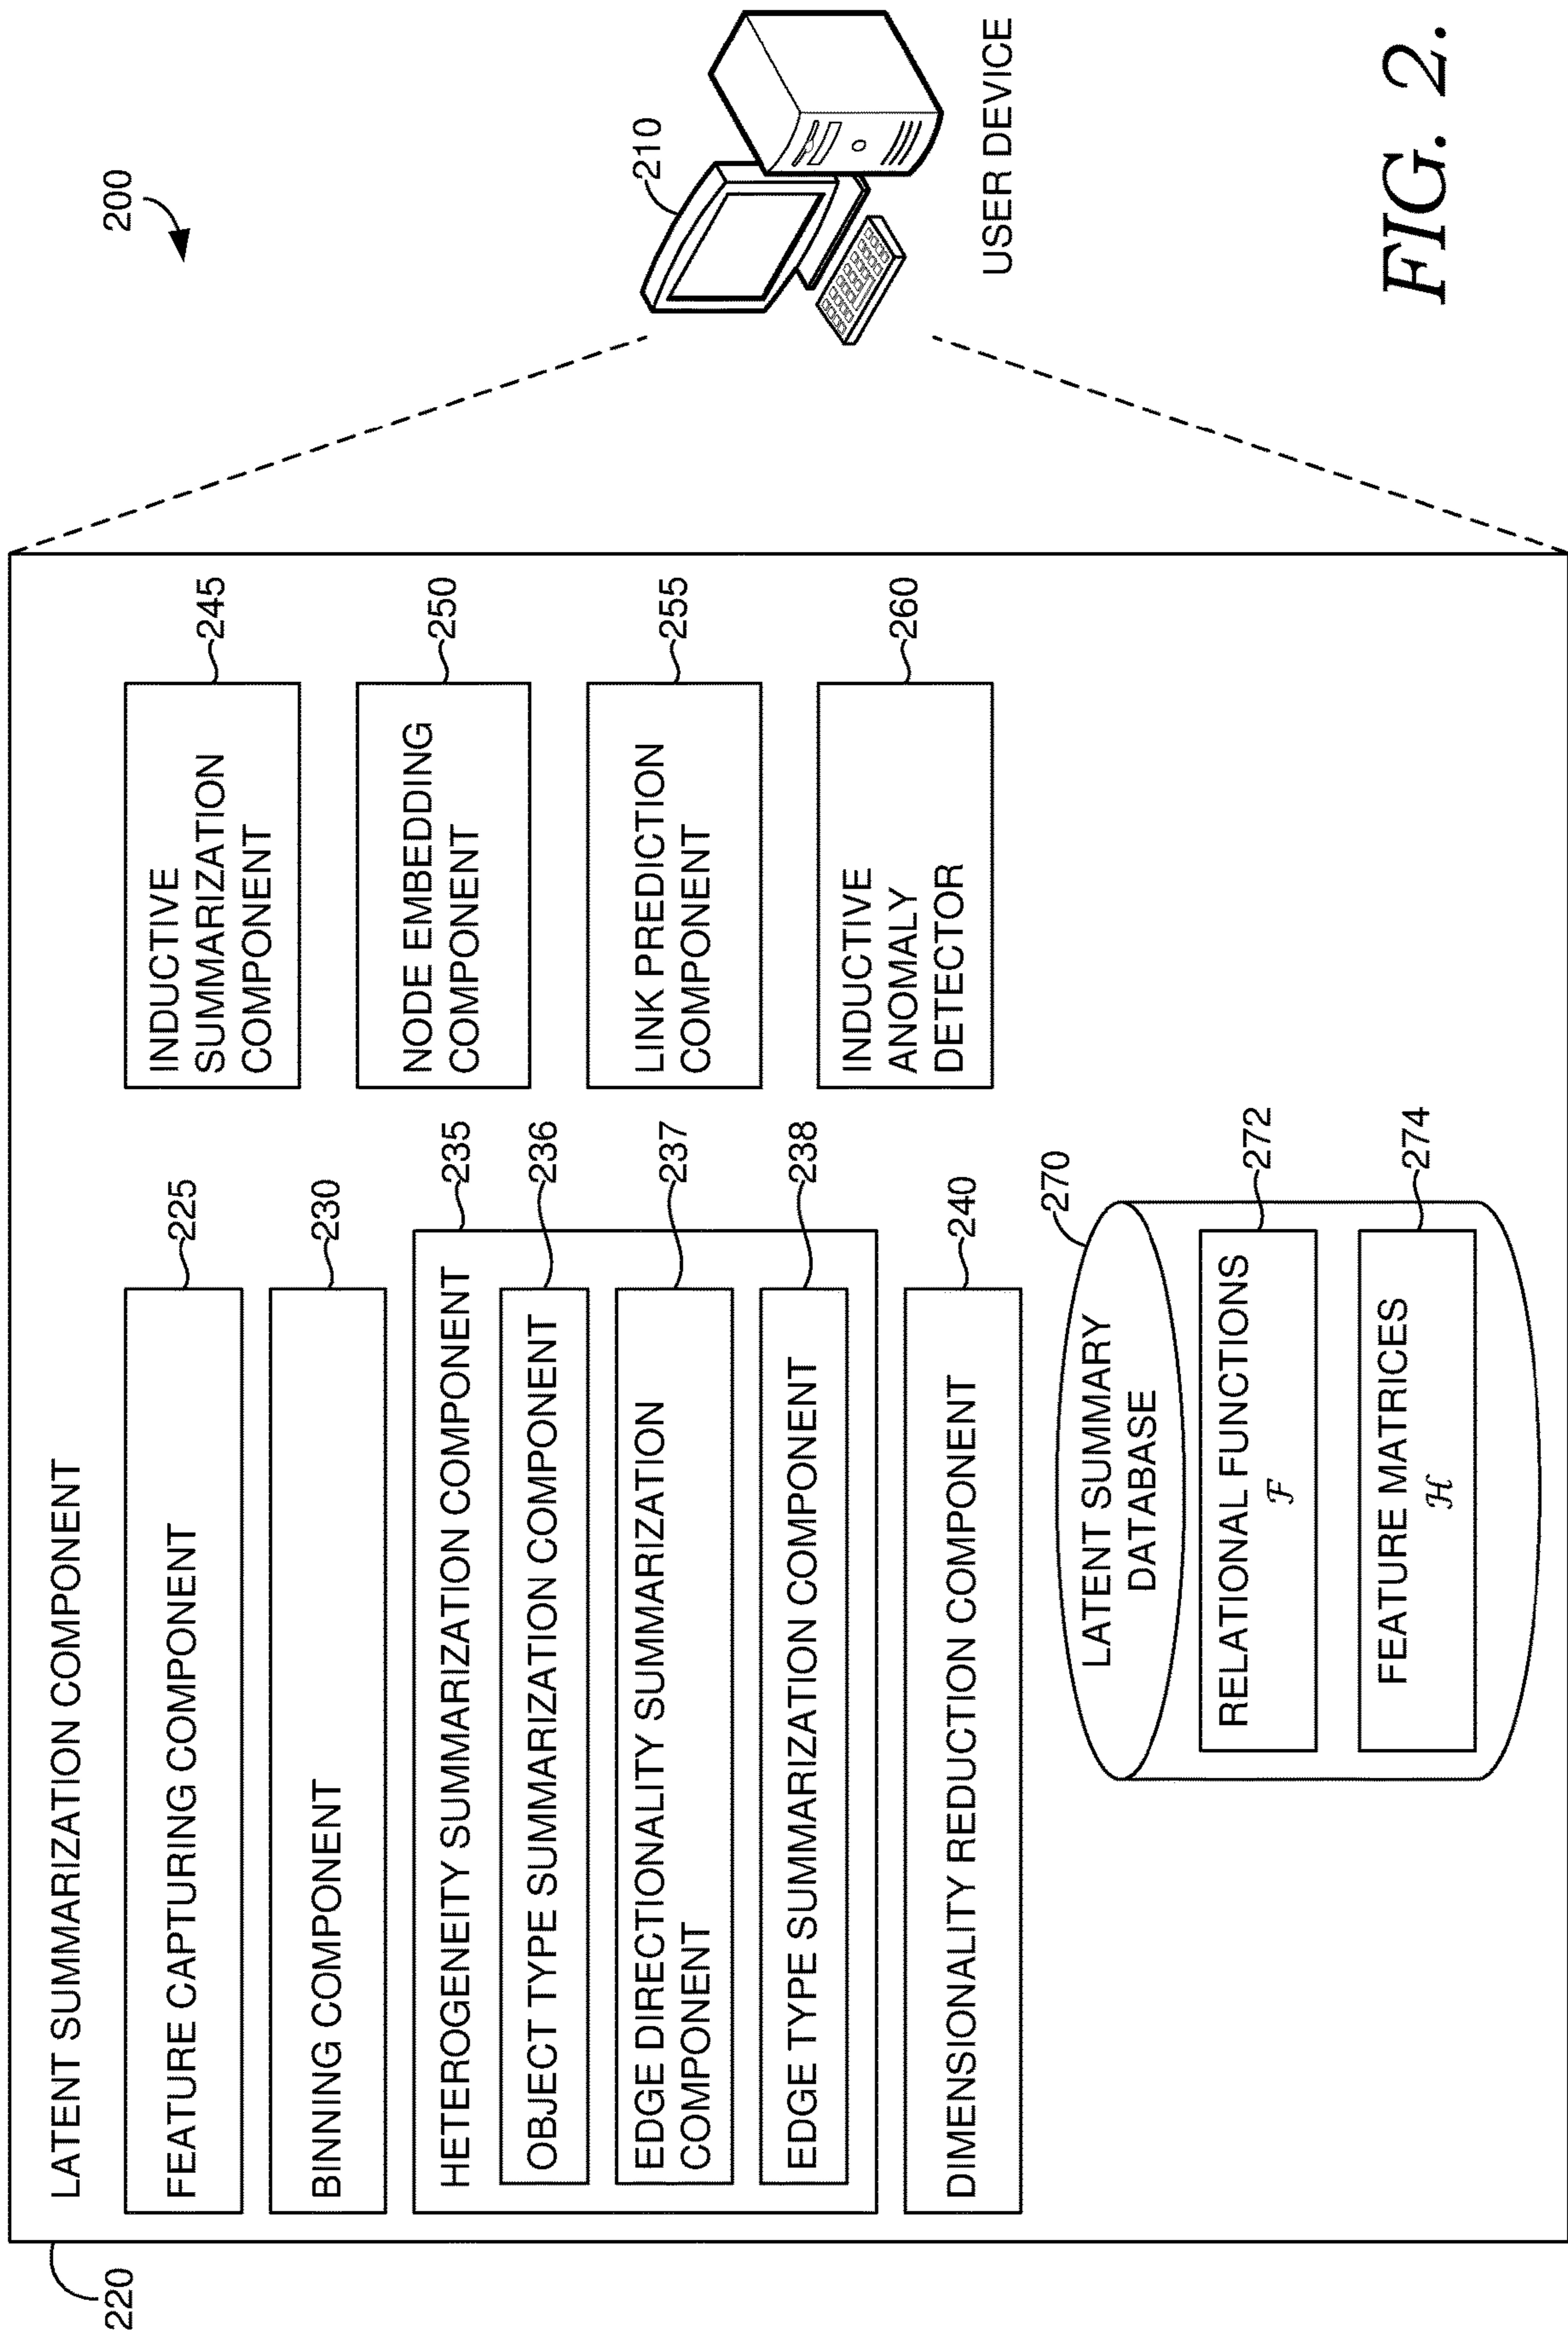 200
210
USER DEVICE
FIG. 2.
220
LATENT SUMMARIZATION COMPONENT
FEATURE CAPTURING COMPONENT
225
BINNING COMPONENT
230
HETEROGENEITY SUMMARIZATION COMPONENT
235
OBJECT TYPE SUMMARIZATION COMPONENT
236
EDGE DIRECTIONALITY SUMMARIZATION
COMPONENT
237
EDGE TYPE SUMMARIZATION COMPONENT
238
DIMENSIONALITY REDUCTION COMPONENT
240
INDUCTIVE
SUMMARIZATION
COMPONENT
245
NODE EMBEDDING
COMPONENT
250
LINK PREDICTION
COMPONENT
255
INDUCTIVE
ANOMALY
DETECTOR
260
LATENT SUMMARY
DATABASE
270
RELATIONAL FUNCTIONS
ℱ
272
FEATURE MATRICES
ℋ
274